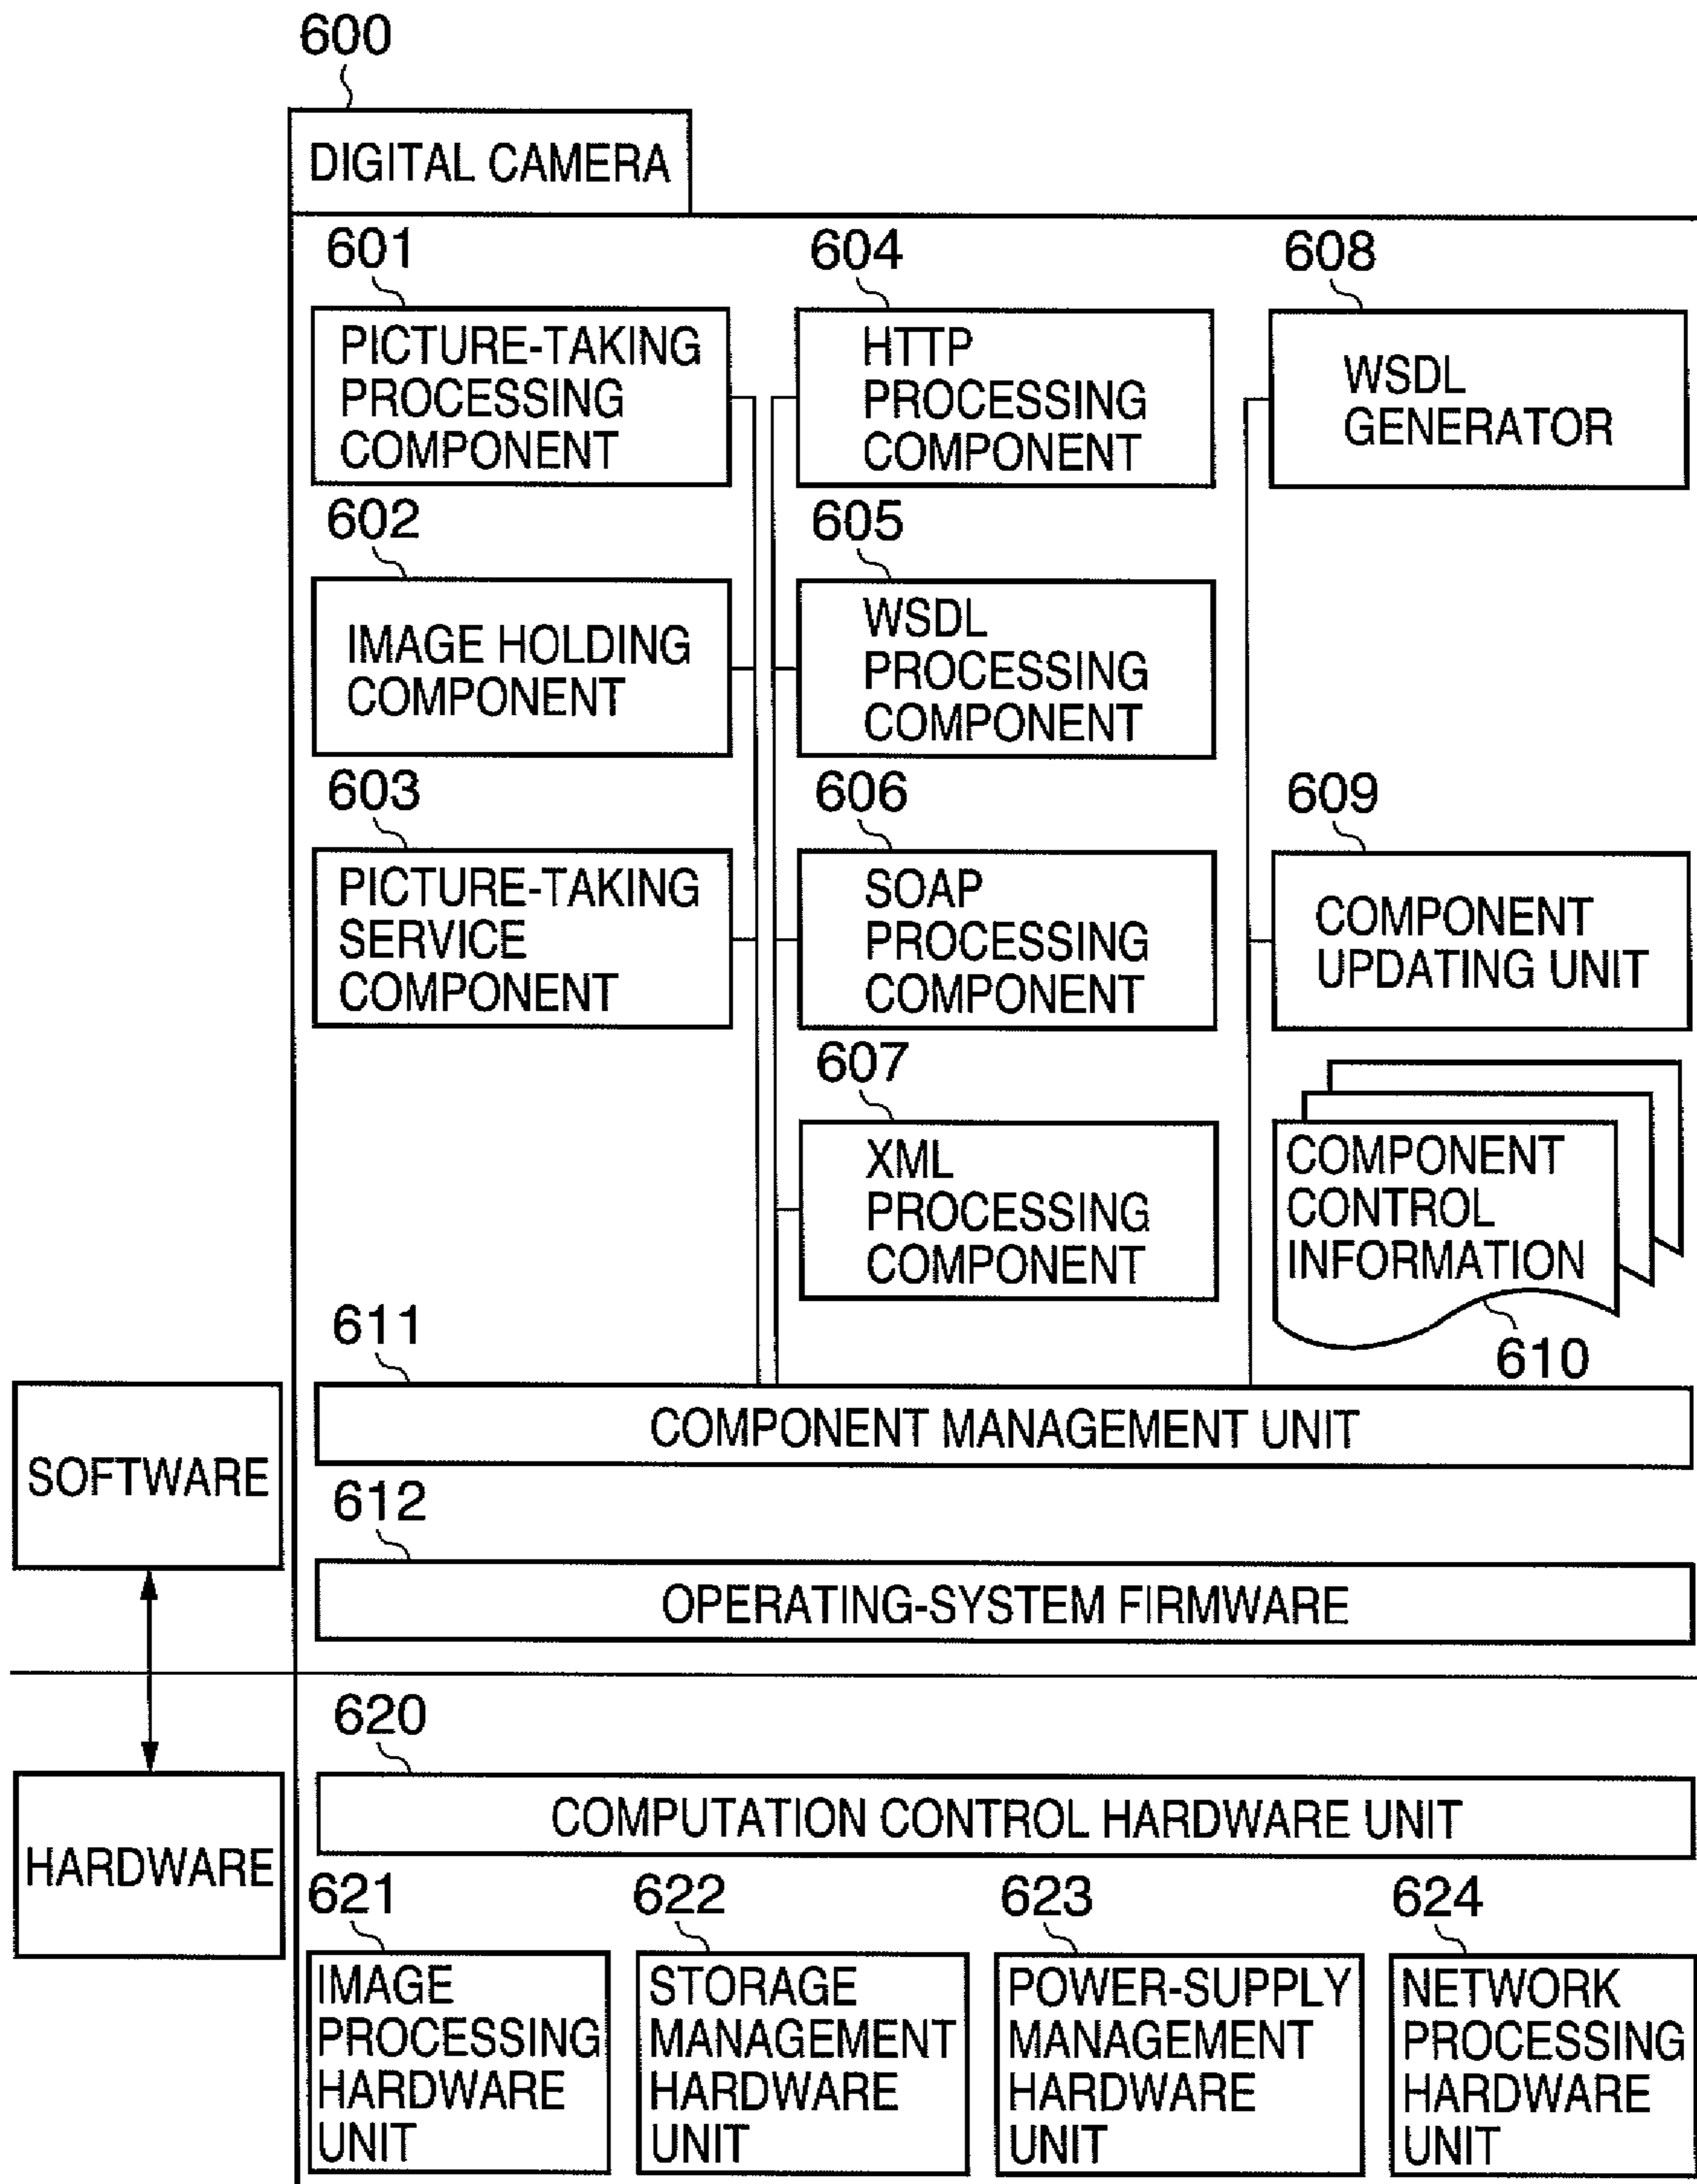 600
DIGITAL CAMERA
601
PICTURE-TAKING
PROCESSING
COMPONENT
604
HTTP
PROCESSING
COMPONENT
608
WSDL
GENERATOR
602
IMAGE HOLDING
COMPONENT
605
WSDL
PROCESSING
COMPONENT
603
PICTURE-TAKING
SERVICE
COMPONENT
606
SOAP
PROCESSING
COMPONENT
609
COMPONENT
UPDATING UNIT
607
XML
PROCESSING
COMPONENT
COMPONENT
CONTROL
INFORMATION
610
611
COMPONENT MANAGEMENT UNIT
SOFTWARE
612
OPERATING-SYSTEM FIRMWARE
620
COMPUTATION CONTROL HARDWARE UNIT
HARDWARE
621
IMAGE
PROCESSING
HARDWARE
UNIT
622
STORAGE
MANAGEMENT
HARDWARE
UNIT
623
POWER-SUPPLY
MANAGEMENT
HARDWARE
UNIT
624
NETWORK
PROCESSING
HARDWARE
UNIT